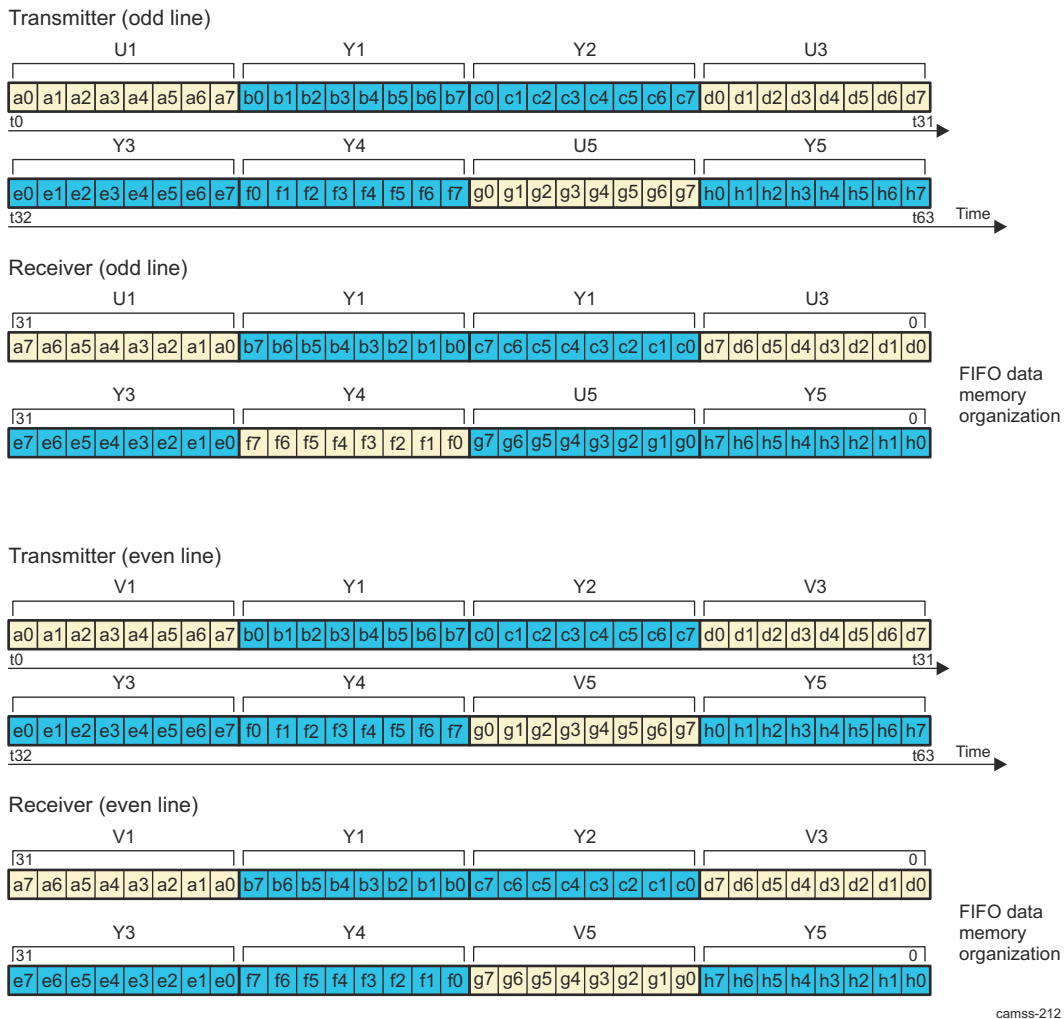 Transmitter (odd line)
U1 Y1 Y2 U3
a0 a1 a2 a3 a4 a5 a6 a7 b0 b1 b2 b3 b4 b5 b6 b7 c0 c1 c2 c3 c4 c5 c6 c7 d0 d1 d2 d3 d4 d5 d6 d7
t0 t31
Y3 Y4 U5 Y5
e0 e1 e2 e3 e4 e5 e6 e7 f0 f1 f2 f3 f4 f5 f6 f7 g0 g1 g2 g3 g4 g5 g6 g7 h0 h1 h2 h3 h4 h5 h6 h7
t32 t63 Time
Receiver (odd line)
U1 Y1 Y1 U3
31 0
a7 a6 a5 a4 a3 a2 a1 a0 b7 b6 b5 b4 b3 b2 b1 b0 c7 c6 c5 c4 c3 c2 c1 c0 d7 d6 d5 d4 d3 d2 d1 d0
FIFO data
memory
organization
Y3 Y4 U5 Y5
31 0
e7 e6 e5 e4 e3 e2 e1 e0 f7 f6 f5 f4 f3 f2 f1 f0 g7 g6 g5 g4 g3 g2 g1 g0 h7 h6 h5 h4 h3 h2 h1 h0
Transmitter (even line)
V1 Y1 Y2 V3
a0 a1 a2 a3 a4 a5 a6 a7 b0 b1 b2 b3 b4 b5 b6 b7 c0 c1 c2 c3 c4 c5 c6 c7 d0 d1 d2 d3 d4 d5 d6 d7
t0 t31
Y3 Y4 V5 Y5
e0 e1 e2 e3 e4 e5 e6 e7 f0 f1 f2 f3 f4 f5 f6 f7 g0 g1 g2 g3 g4 g5 g6 g7 h0 h1 h2 h3 h4 h5 h6 h7
t32 t63 Time
Receiver (even line)
V1 Y1 Y2 V3
31 0
a7 a6 a5 a4 a3 a2 a1 a0 b7 b6 b5 b4 b3 b2 b1 b0 c7 c6 c5 c4 c3 c2 c1 c0 d7 d6 d5 d4 d3 d2 d1 d0
FIFO data
memory
organization
Y3 Y4 V5 Y5
31 0
e7 e6 e5 e4 e3 e2 e1 e0 f7 f6 f5 f4 f3 f2 f1 f0 g7 g6 g5 g4 g3 g2 g1 g0 h7 h6 h5 h4 h3 h2 h1 h0
camss-212